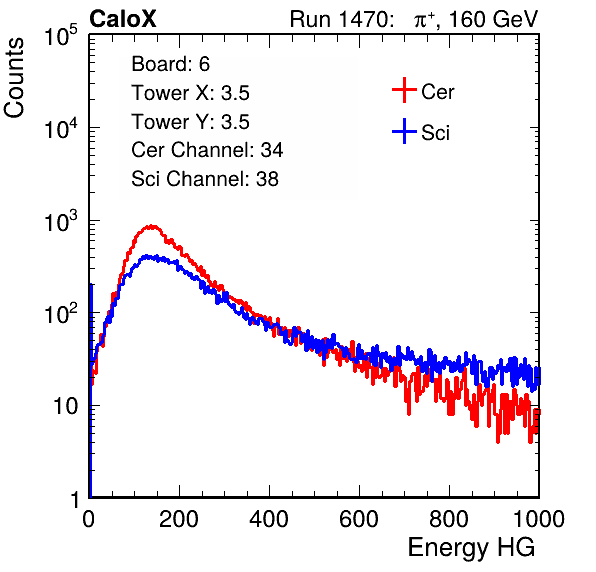 CaloX Run 1470: π⁺, 160 GeV
Counts
10⁵
10⁴
10³
10²
10
1
Board: 6
Tower X: 3.5
Tower Y: 3.5
Cer Channel: 34
Sci Channel: 38
Cer
Sci
0 200 400 600 800 1000
Energy HG